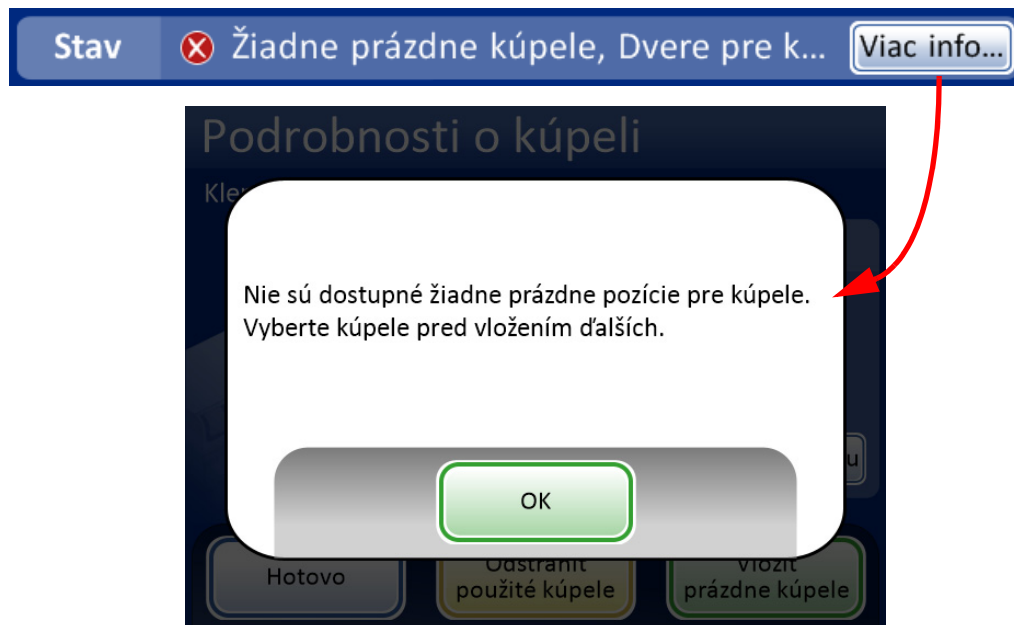 Stav Žiadne prázdne kúpele, Dvere pre k... Viac info...
Podrobnosti o kúpeli
Nie sú dostupné žiadne prázdne pozície pre kúpele.
Vyberte kúpele pred vložením ďalších.
OK
Hotovo
Odstrániť
použité kúpele
Vložiť
prázdne kúpele